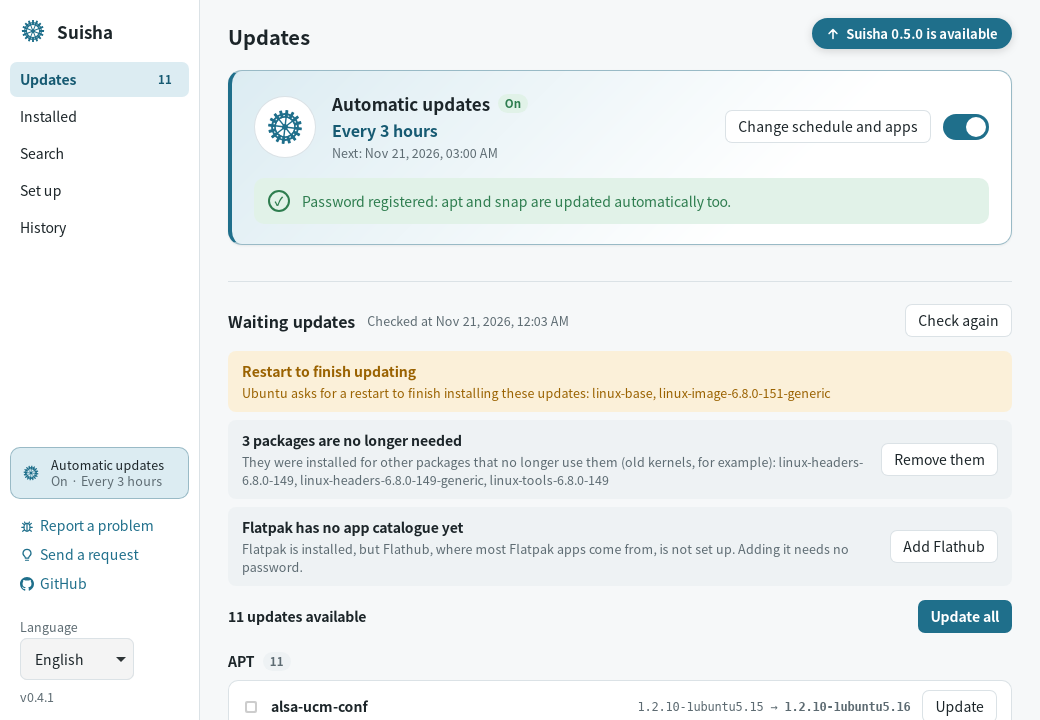 Suisha
Updates 11
Installed
Search
Set up
History
Automatic updates
On · Every 3 hours
Report a problem
Send a request
GitHub
Language
English
v0.4.1
Updates
↑ Suisha 0.5.0 is available
Automatic updates On
Every 3 hours
Next: Nov 21, 2026, 03:00 AM
Change schedule and apps
Password registered: apt and snap are updated automatically too.
Waiting updates Checked at Nov 21, 2026, 12:03 AM
Check again
Restart to finish updating
Ubuntu asks for a restart to finish installing these updates: linux-base, linux-image-6.8.0-151-generic
3 packages are no longer needed
They were installed for other packages that no longer use them (old kernels, for example): linux-headers-
6.8.0-149, linux-headers-6.8.0-149-generic, linux-tools-6.8.0-149
Remove them
Flatpak has no app catalogue yet
Flatpak is installed, but Flathub, where most Flatpak apps come from, is not set up. Adding it needs no
password.
Add Flathub
11 updates available
Update all
APT 11
alsa-ucm-conf 1.2.10-1ubuntu5.15 → 1.2.10-1ubuntu5.16 Update